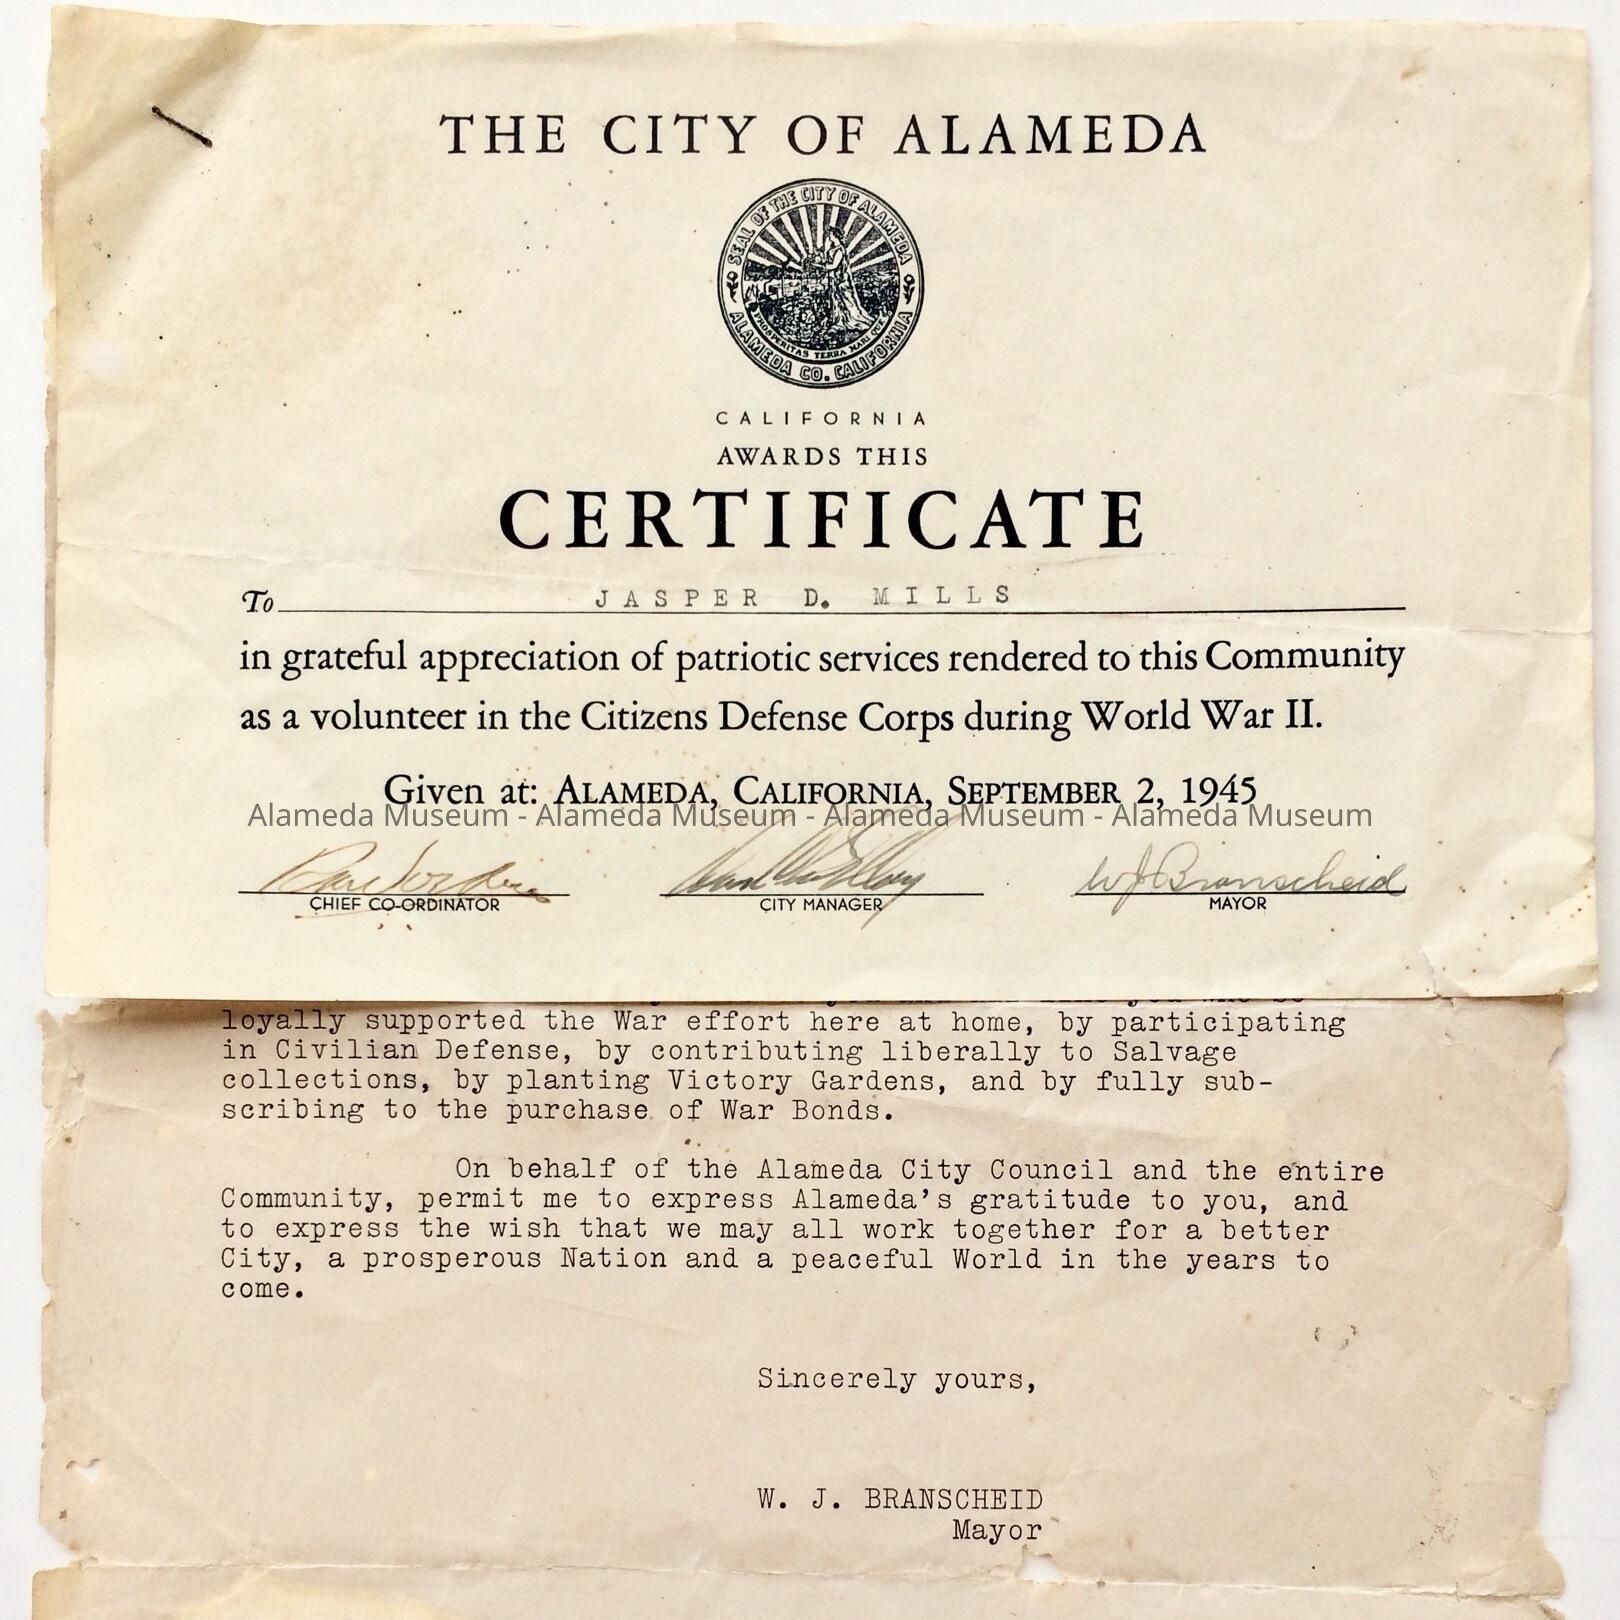 THE CITY OF ALAMEDA
SEAL OF THE CITY OF ALAMEDA
PROSPERITAS TERRA MARI QUE
ALAMEDA CO. CALIFORNIA
CALIFORNIA
AWARDS THIS
CERTIFICATE
To JASPER D. MILLS
in grateful appreciation of patriotic services rendered to this Community
as a volunteer in the Citizens Defense Corps during World War II.
Given at: ALAMEDA, CALIFORNIA, SEPTEMBER 2, 1945
Alameda Museum - Alameda Museum - Alameda Museum - Alameda Museum
W J Branscheid
CHIEF CO-ORDINATOR CITY MANAGER MAYOR
loyally supported the War effort here at home, by participating
in Civilian Defense, by contributing liberally to Salvage
collections, by planting Victory Gardens, and by fully sub-
scribing to the purchase of War Bonds.
On behalf of the Alameda City Council and the entire
Community, permit me to express Alameda's gratitude to you, and
to express the wish that we may all work together for a better
City, a prosperous Nation and a peaceful World in the years to
come.
Sincerely yours,
W. J. BRANSCHEID
Mayor